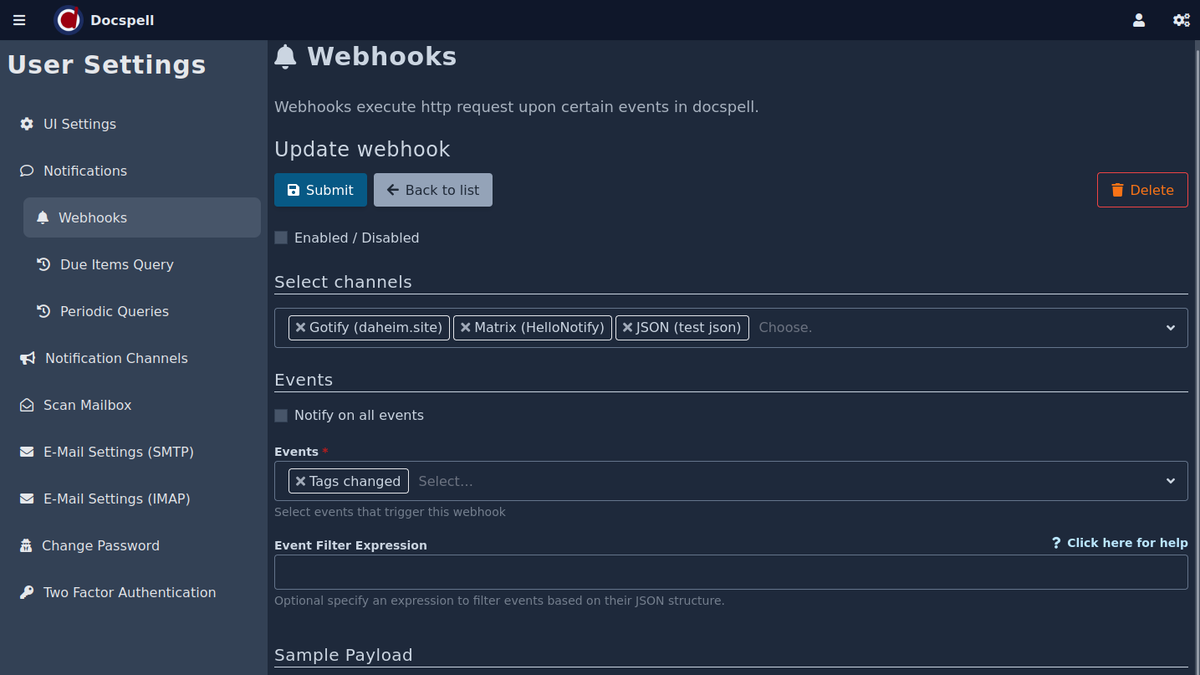 Docspell
User Settings
UI Settings
Notifications
Webhooks
Due Items Query
Periodic Queries
Notification Channels
Scan Mailbox
E-Mail Settings (SMTP)
E-Mail Settings (IMAP)
Change Password
Two Factor Authentication
Webhooks
Webhooks execute http request upon certain events in docspell.
Update webhook
Submit Back to list Delete
Enabled / Disabled
Select channels
Gotify (daheim.site) Matrix (HelloNotify) JSON (test json) Choose.
Events
Notify on all events
Events *
Tags changed Select…
Select events that trigger this webhook
Event Filter Expression ? Click here for help
Optional specify an expression to filter events based on their JSON structure.
Sample Payload